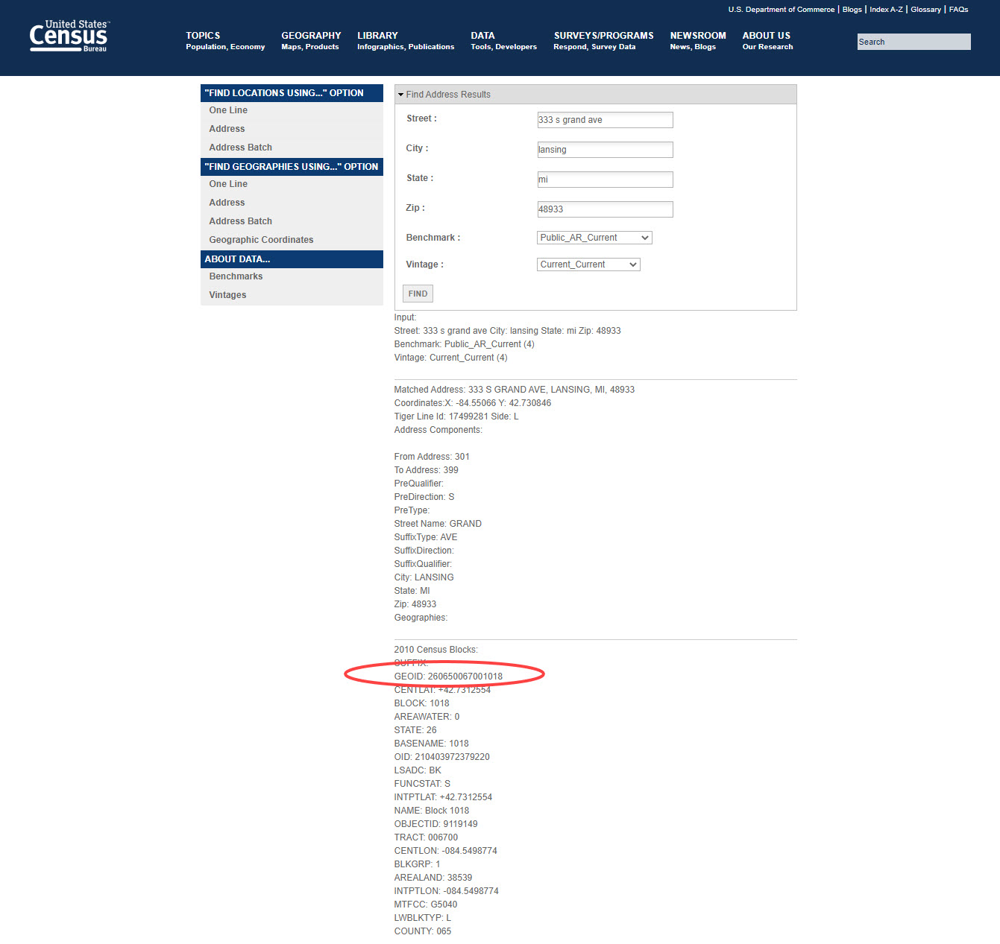 U.S. Department of Commerce | Blogs | Index A-Z | Glossary | FAQs
United States™
Census
Bureau
TOPICS
Population, Economy
GEOGRAPHY
Maps, Products
LIBRARY
Infographics, Publications
DATA
Tools, Developers
SURVEYS/PROGRAMS
Respond, Survey Data
NEWSROOM
News, Blogs
ABOUT US
Our Research
Search
"FIND LOCATIONS USING..." OPTION
One Line
Address
Address Batch
"FIND GEOGRAPHIES USING..." OPTION
One Line
Address
Address Batch
Geographic Coordinates
ABOUT DATA...
Benchmarks
Vintages
Find Address Results
Street : 333 s grand ave
City : lansing
State : mi
Zip : 48933
Benchmark : Public_AR_Current
Vintage : Current_Current
FIND
Input:
Street: 333 s grand ave City: lansing State: mi Zip: 48933
Benchmark: Public_AR_Current (4)
Vintage: Current_Current (4)
Matched Address: 333 S GRAND AVE, LANSING, MI, 48933
Coordinates:X: -84.55066 Y: 42.730846
Tiger Line Id: 17499281 Side: L
Address Components:
From Address: 301
To Address: 399
PreQualifier:
PreDirection: S
PreType:
Street Name: GRAND
SuffixType: AVE
SuffixDirection:
SuffixQualifier:
City: LANSING
State: MI
Zip: 48933
Geographies:
2010 Census Blocks:
SUFFIX:
GEOID: 260650067001018
CENTLAT: +42.7312554
BLOCK: 1018
AREAWATER: 0
STATE: 26
BASENAME: 1018
OID: 210403972379220
LSADC: BK
FUNCSTAT: S
INTPTLAT: +42.7312554
NAME: Block 1018
OBJECTID: 9119149
TRACT: 006700
CENTLON: -084.5498774
BLKGRP: 1
AREALAND: 38539
INTPTLON: -084.5498774
MTFCC: G5040
LWBLKTYP: L
COUNTY: 065